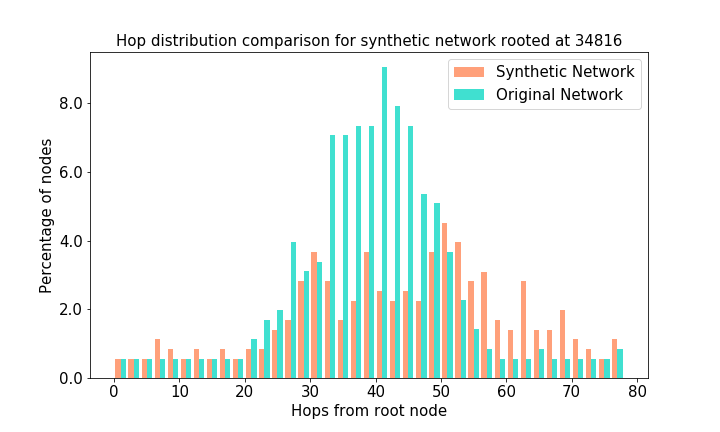 Hop distribution comparison for synthetic network rooted at 34816
Synthetic Network
Original Network
Percentage of nodes
8.0
6.0
4.0
2.0
0.0
0 10 20 30 40 50 60 70 80
Hops from root node